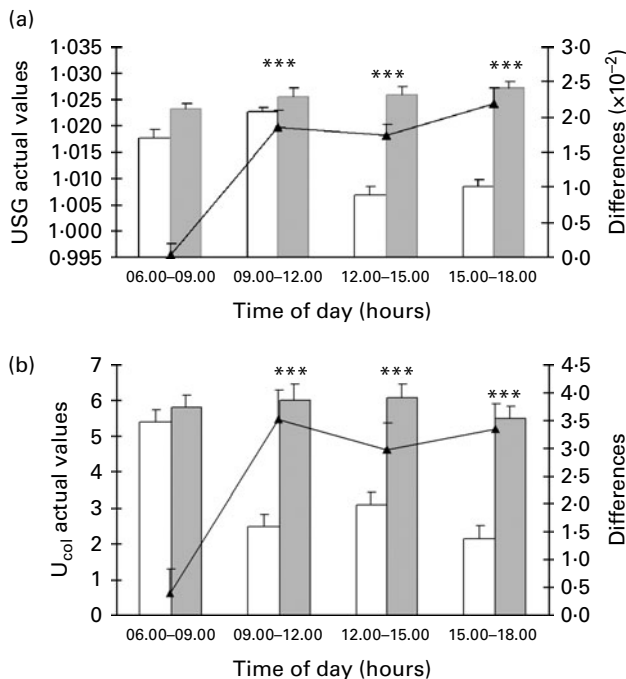 (a)
USG actual values
1·035
1·030
1·025
1·020
1·015
1·010
1·005
1·000
0·995
*** *** ***
3·0
2·5
2·0
1·5
1·0
0·5
0·0
Differences (×10⁻²)
06.00–09.00 09.00–12.00 12.00–15.00 15.00–18.00
Time of day (hours)
(b)
U_col actual values
7
6
5
4
3
2
1
0
*** *** ***
4·5
4·0
3·5
3·0
2·5
2·0
1·5
1·0
0·5
0·0
Differences
06.00–09.00 09.00–12.00 12.00–15.00 15.00–18.00
Time of day (hours)